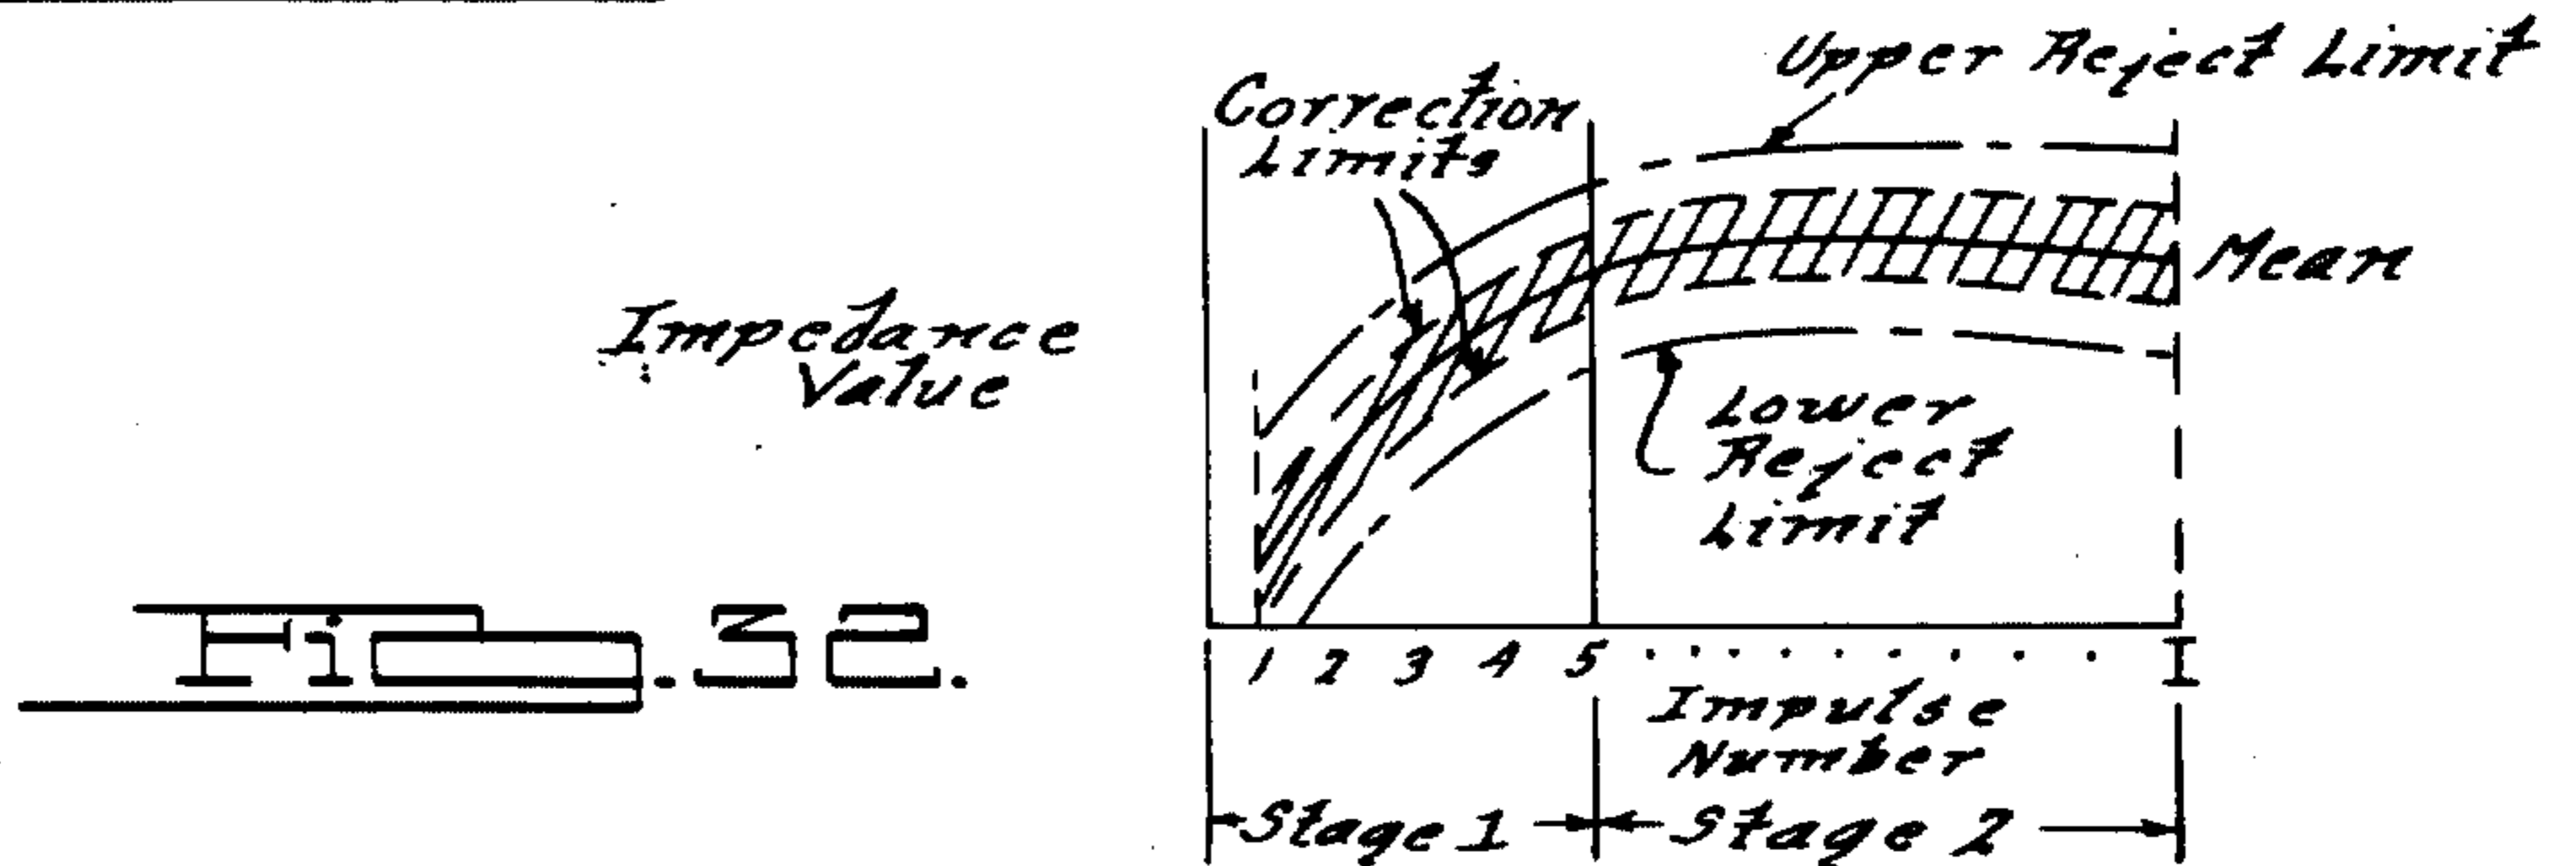 Upper Reject Limit
Correction
Limits
Mean
Impedance
Value
Lower
Reject
Limit
Fig. 32.
1 2 3 4 5 . . . . . . . . . I
Impulse
Number
Stage 1 Stage 2